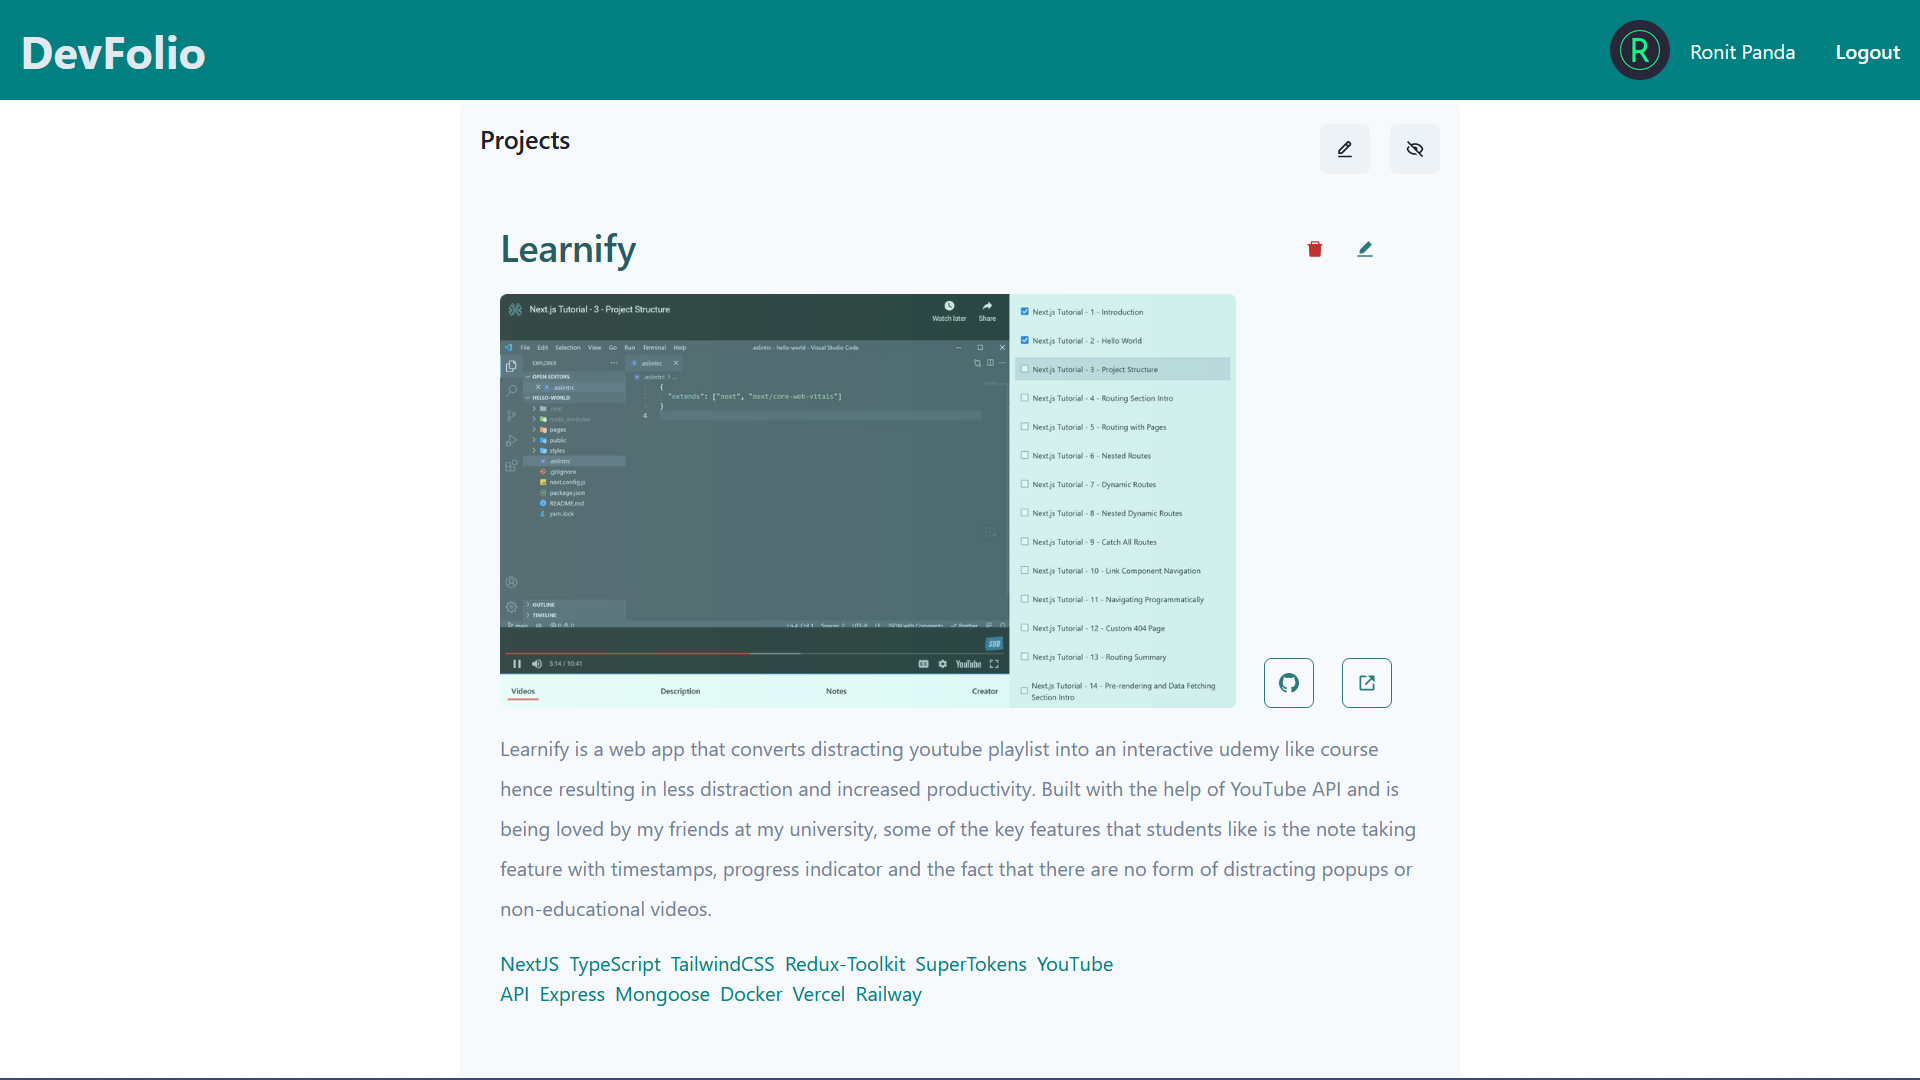 DevFolio
R
Ronit Panda
Logout
Projects
Learnify
Next.js Tutorial - 3 - Project Structure
Watch later
Share
File Edit Selection View Go Run Terminal Help
.eslintrc - hello-world - Visual Studio Code
EXPLORER
.eslintrc
OPEN EDITORS
.eslintrc
.eslintrc > ...
HELLO-WORLD
.next
node_modules
pages
public
styles
.eslintrc
.gitignore
next.config.js
package.json
README.md
yarn.lock
{
"extends": ["next", "next/core-web-vitals"]
}
4
OUTLINE
TIMELINE
SUB
5:14 / 10:41
CC
YouTube
Videos
Description
Notes
Creator
Next.js Tutorial - 1 - Introduction
Next.js Tutorial - 2 - Hello World
Next.js Tutorial - 3 - Project Structure
Next.js Tutorial - 4 - Routing Section Intro
Next.js Tutorial - 5 - Routing with Pages
Next.js Tutorial - 6 - Nested Routes
Next.js Tutorial - 7 - Dynamic Routes
Next.js Tutorial - 8 - Nested Dynamic Routes
Next.js Tutorial - 9 - Catch All Routes
Next.js Tutorial - 10 - Link Component Navigation
Next.js Tutorial - 11 - Navigating Programmatically
Next.js Tutorial - 12 - Custom 404 Page
Next.js Tutorial - 13 - Routing Summary
Next.js Tutorial - 14 - Pre-rendering and Data Fetching
Section Intro
Learnify is a web app that converts distracting youtube playlist into an interactive udemy like course
hence resulting in less distraction and increased productivity. Built with the help of YouTube API and is
being loved by my friends at my university, some of the key features that students like is the note taking
feature with timestamps, progress indicator and the fact that there are no form of distracting popups or
non-educational videos.
NextJS TypeScript TailwindCSS Redux-Toolkit SuperTokens YouTube
API Express Mongoose Docker Vercel Railway